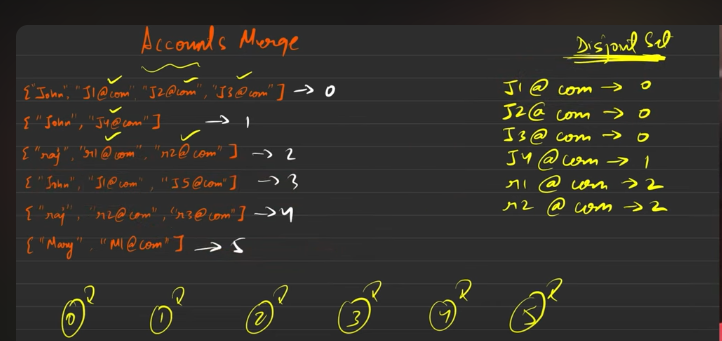 Accounts Merge
{"John", "J1@com", "J2@com", "J3@com"] → 0
{"John", "J4@com"] → 1
{"raj", "r1@com", "r2@com"] → 2
{"John", "J1@com", "J5@com"] → 3
{"raj", "r2@com", "r3@com"] → 4
{"Mary", "M1@com"] → 5
Disjoint Set
J1@com → 0
J2@com → 0
J3@com → 0
J4@com → 1
r1@com → 2
r2@com → 2
0 1 2 3 4 5